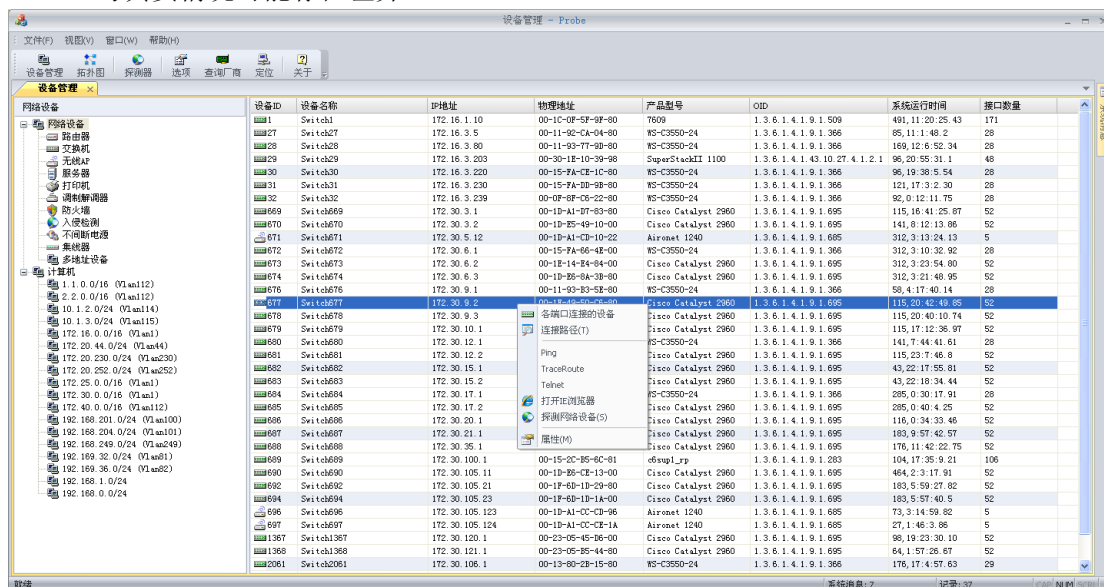 设备管理 - Probe
文件(F) 视图(V) 窗口(W) 帮助(H)
设备管理 拓扑图 探测器 选项 查询厂商 定位 关于
设备管理 ×
网络设备
网络设备
路由器
交换机
无线AP
服务器
打印机
调制解调器
防火墙
入侵检测
不间断电源
集线器
多地址设备
计算机
1.1.0.0/16 (Vlan112)
2.2.0.0/16 (Vlan112)
10.1.2.0/24 (Vlan114)
10.1.3.0/24 (Vlan115)
172.16.0.0/16 (Vlan1)
172.20.44.0/24 (Vlan44)
172.20.230.0/24 (Vlan230)
172.20.252.0/24 (Vlan252)
172.25.0.0/16 (Vlan1)
172.30.0.0/16 (Vlan1)
172.40.0.0/16 (Vlan112)
192.168.201.0/24 (Vlan100)
192.168.204.0/24 (Vlan101)
192.168.249.0/24 (Vlan249)
192.169.32.0/24 (Vlan81)
192.169.36.0/24 (Vlan82)
192.168.1.0/24
192.168.0.0/24
设备ID 设备名称 IP地址 物理地址 产品型号 OID 系统运行时间 接口数量
1 Switch1 172.16.1.10 00-1C-0F-5F-9F-80 7609 1.3.6.1.4.1.9.1.509 491,11:20:25.43 171
27 Switch27 172.16.3.5 00-11-92-CA-04-80 WS-C3550-24 1.3.6.1.4.1.9.1.366 85,11:1:48.2 28
28 Switch28 172.16.3.80 00-11-93-77-9D-80 WS-C3550-24 1.3.6.1.4.1.9.1.366 169,12:6:52.34 28
29 Switch29 172.16.3.203 00-30-1E-10-39-98 SuperStackII 1100 1.3.6.1.4.1.43.10.27.4.1.2.1 96,20:55:31.1 48
30 Switch30 172.16.3.220 00-15-FA-CE-1C-80 WS-C3550-24 1.3.6.1.4.1.9.1.366 96,19:38:5.54 28
31 Switch31 172.16.3.230 00-15-FA-DD-9B-80 WS-C3550-24 1.3.6.1.4.1.9.1.366 121,17:3:2.30 28
32 Switch32 172.16.3.239 00-0F-8F-C6-22-80 WS-C3550-24 1.3.6.1.4.1.9.1.366 92,0:12:11.75 28
669 Switch669 172.30.3.1 00-1D-A1-D7-83-80 Cisco Catalyst 2960 1.3.6.1.4.1.9.1.695 115,16:41:25.87 52
670 Switch670 172.30.3.2 00-1D-E5-49-10-00 Cisco Catalyst 2960 1.3.6.1.4.1.9.1.695 141,8:12:13.86 52
671 Switch671 172.30.5.12 00-1D-A1-CD-10-22 Aironet 1240 1.3.6.1.4.1.9.1.685 312,3:13:24.13 5
672 Switch672 172.30.6.1 00-15-FA-66-4E-00 WS-C3550-24 1.3.6.1.4.1.9.1.366 312,3:10:32.92 28
673 Switch673 172.30.6.2 00-1E-14-E4-84-00 Cisco Catalyst 2960 1.3.6.1.4.1.9.1.695 312,3:23:54.80 52
674 Switch674 172.30.6.3 00-1D-E6-8A-3B-80 Cisco Catalyst 2960 1.3.6.1.4.1.9.1.695 312,3:21:48.95 52
676 Switch676 172.30.9.1 00-11-93-B3-5E-80 WS-C3550-24 1.3.6.1.4.1.9.1.366 58,4:17:40.14 28
677 Switch677 172.30.9.2 00-1E-49-50-C6-80 Cisco Catalyst 2960 1.3.6.1.4.1.9.1.695 115,20:42:49.85 52
678 Switch678 172.30.9.3 Cisco Catalyst 2960 1.3.6.1.4.1.9.1.695 115,20:40:10.74 52
679 Switch679 172.30.10.1 Cisco Catalyst 2960 1.3.6.1.4.1.9.1.695 115,17:12:36.97 52
680 Switch680 172.30.12.1 WS-C3550-24 1.3.6.1.4.1.9.1.366 141,7:44:41.61 28
681 Switch681 172.30.12.2 Cisco Catalyst 2960 1.3.6.1.4.1.9.1.695 115,23:7:46.8 52
682 Switch682 172.30.15.1 Cisco Catalyst 2960 1.3.6.1.4.1.9.1.695 43,22:17:55.81 52
683 Switch683 172.30.15.2 Cisco Catalyst 2960 1.3.6.1.4.1.9.1.695 43,22:18:34.44 52
684 Switch684 172.30.17.1 WS-C3550-24 1.3.6.1.4.1.9.1.366 285,0:30:17.91 28
685 Switch685 172.30.17.2 Cisco Catalyst 2960 1.3.6.1.4.1.9.1.695 285,0:40:4.25 52
686 Switch686 172.30.20.1 Cisco Catalyst 2960 1.3.6.1.4.1.9.1.695 116,0:34:33.46 52
687 Switch687 172.30.21.1 Cisco Catalyst 2960 1.3.6.1.4.1.9.1.695 183,9:57:42.57 52
688 Switch688 172.30.35.1 Cisco Catalyst 2960 1.3.6.1.4.1.9.1.695 176,11:42:22.75 52
689 Switch689 172.30.100.1 00-15-2C-B5-6C-81 c6sup1_rp 1.3.6.1.4.1.9.1.283 104,17:35:9.21 106
690 Switch690 172.30.105.11 00-1D-E6-CE-13-00 Cisco Catalyst 2960 1.3.6.1.4.1.9.1.695 464,2:3:17.91 52
692 Switch692 172.30.105.21 00-1F-6D-1D-29-80 Cisco Catalyst 2960 1.3.6.1.4.1.9.1.695 183,5:59:27.82 52
694 Switch694 172.30.105.23 00-1F-6D-1D-1A-00 Cisco Catalyst 2960 1.3.6.1.4.1.9.1.695 183,5:57:40.5 52
696 Switch696 172.30.105.123 00-1D-A1-CC-CD-96 Aironet 1240 1.3.6.1.4.1.9.1.685 73,3:14:59.82 5
697 Switch697 172.30.105.124 00-1D-A1-CC-CE-1A Aironet 1240 1.3.6.1.4.1.9.1.685 27,1:46:3.86 5
1367 Switch1367 172.30.120.1 00-23-05-45-D6-00 Cisco Catalyst 2960 1.3.6.1.4.1.9.1.695 98,19:23:30.10 52
1368 Switch1368 172.30.121.1 00-23-05-B5-44-80 Cisco Catalyst 2960 1.3.6.1.4.1.9.1.695 64,1:57:26.67 52
2061 Switch2061 172.30.106.1 00-13-80-2B-15-80 WS-C3550-24 1.3.6.1.4.1.9.1.366 176,17:4:57.63 29
各端口连接的设备
连接路径(T)
Ping
TraceRoute
Telnet
打开IE浏览器
探测网络设备(S)
属性(M)
就绪 系统消息: 7 记录: 37 CAP NUM SCRL